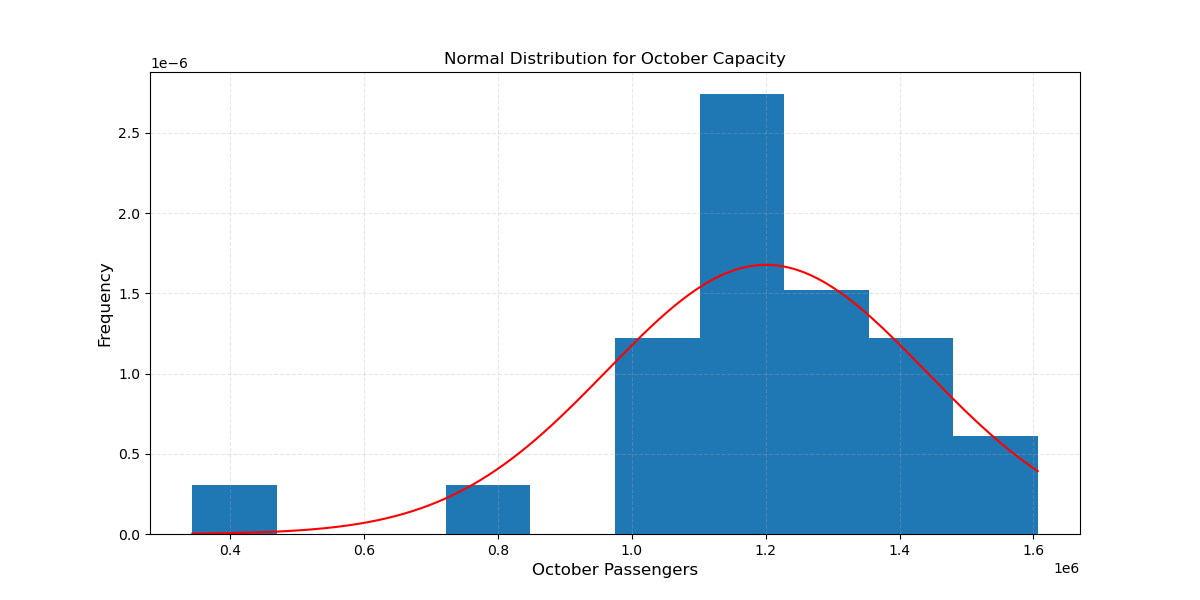 Normal Distribution for October Capacity
1e−6
2.5
2.0
1.5
1.0
0.5
0.0
Frequency
0.4 0.6 0.8 1.0 1.2 1.4 1.6
1e6
October Passengers